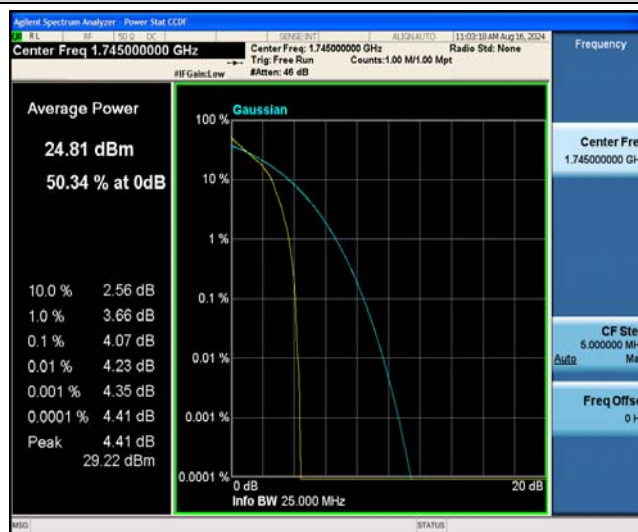 Agilent Spectrum Analyzer - Power Stat CCDF
RL RF 50 Ω DC SENSE:INT ALIGN AUTO 11:03:18 AM Aug 16, 2024
Center Freq 1.745000000 GHz
Center Freq: 1.745000000 GHz Radio Std: None
Trig: Free Run Counts:1.00 M/1.00 Mpt
#IFGain:Low #Atten: 46 dB
Frequency
Average Power
24.81 dBm
50.34 % at 0dB
10.0 % 2.56 dB
1.0 % 3.66 dB
0.1 % 4.07 dB
0.01 % 4.23 dB
0.001 % 4.35 dB
0.0001 % 4.41 dB
Peak 4.41 dB
29.22 dBm
Gaussian
100 %
10 %
1 %
0.1 %
0.01 %
0.001 %
0.0001 %
0 dB 20 dB
Info BW 25.000 MHz
Center Fre
1.745000000 GH
CF Ste
5.000000 MH
Auto Ma
Freq Offs
0 H
MSG STATUS